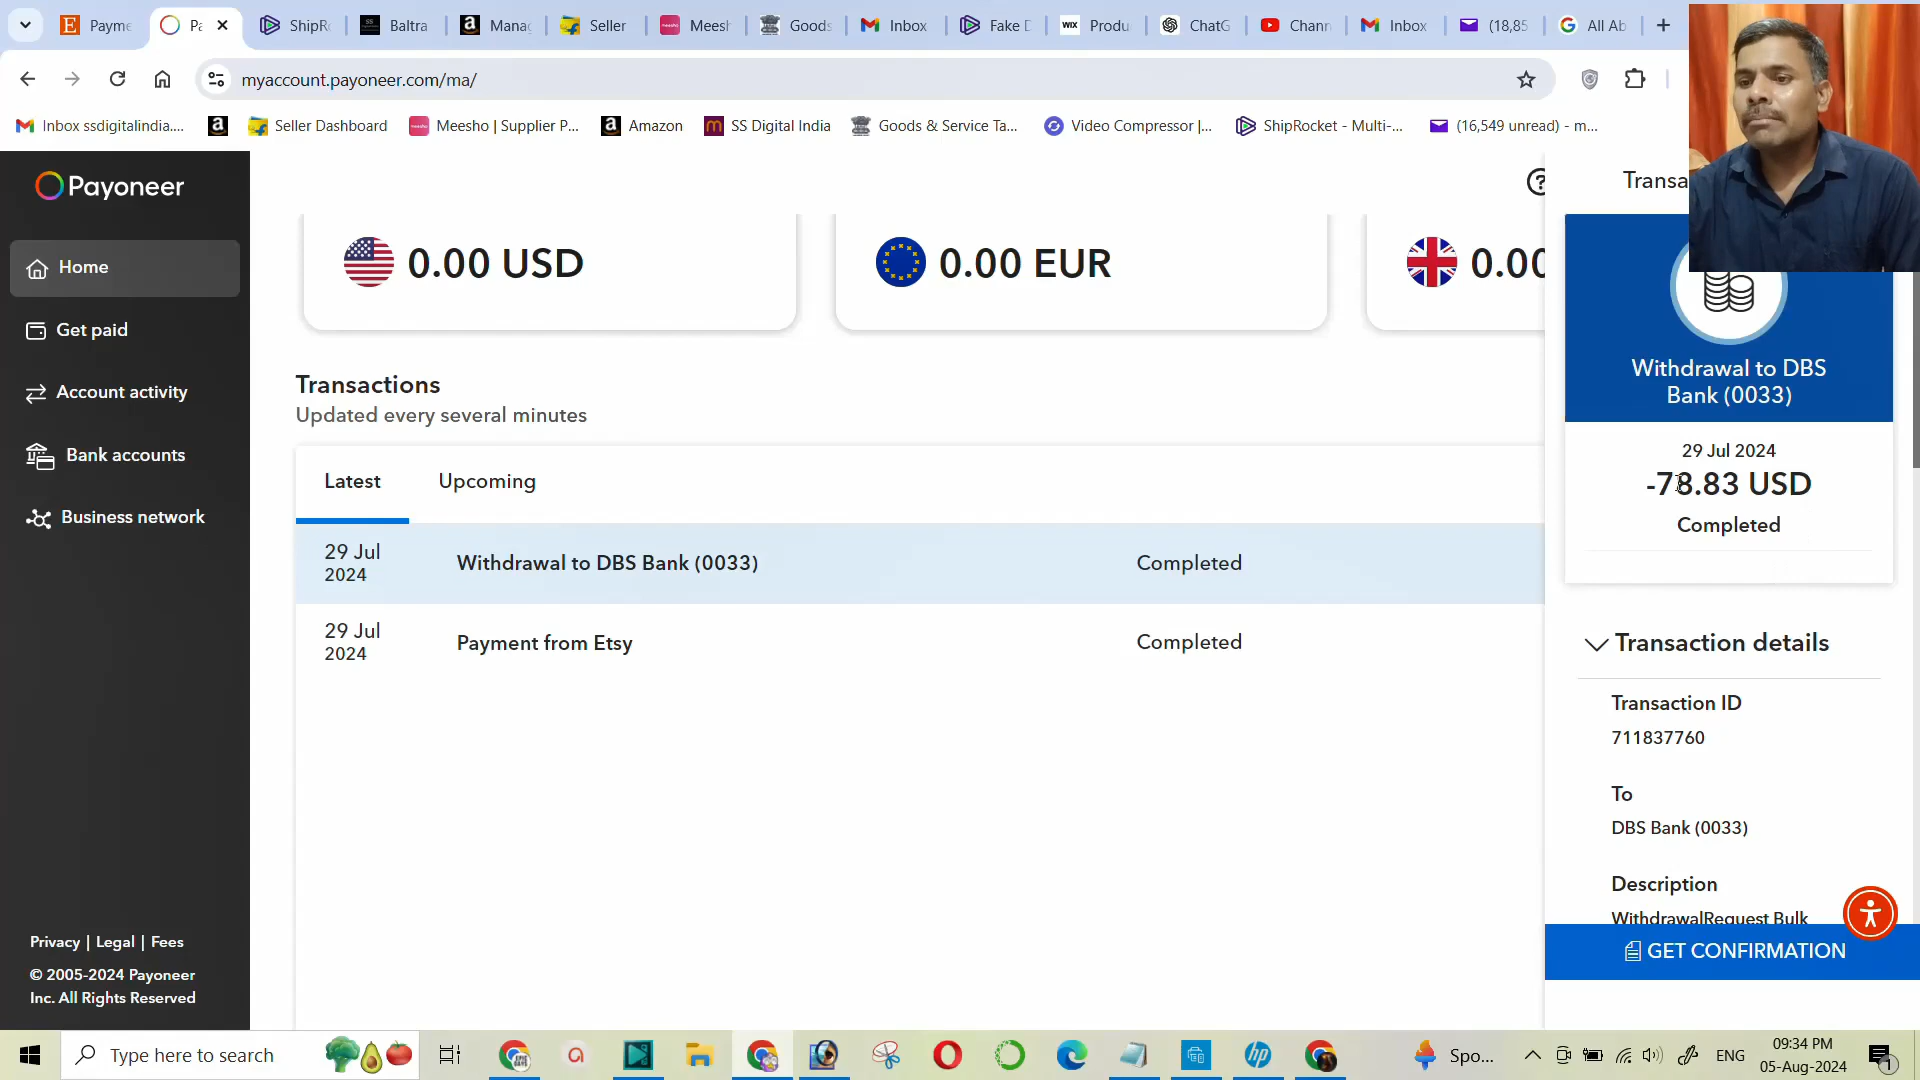 Payme
Pa
ShipRo
Baltra
Manag
Seller
Meesh
Goods
Inbox
Fake D
WIX Produ
ChatG
Chann
Inbox
(18,85
All Ab
myaccount.payoneer.com/ma/
Inbox ssdigitalindia....
Seller Dashboard
Meesho | Supplier P...
Amazon
SS Digital India
Goods & Service Ta...
Video Compressor |...
ShipRocket - Multi-...
(16,549 unread) - m...
Payoneer
Home
Get paid
Account activity
Bank accounts
Business network
Privacy | Legal | Fees
© 2005-2024 Payoneer
Inc. All Rights Reserved
0.00 USD
0.00 EUR
0.00
Transactions
Updated every several minutes
Latest
Upcoming
29 Jul
2024
Withdrawal to DBS Bank (0033)
Completed
29 Jul
2024
Payment from Etsy
Completed
Transa
Withdrawal to DBS
Bank (0033)
29 Jul 2024
-78.83 USD
Completed
Transaction details
Transaction ID
711837760
To
DBS Bank (0033)
Description
WithdrawalRequest Bulk
GET CONFIRMATION
Type here to search
Spo...
ENG
09:34 PM
05-Aug-2024
1